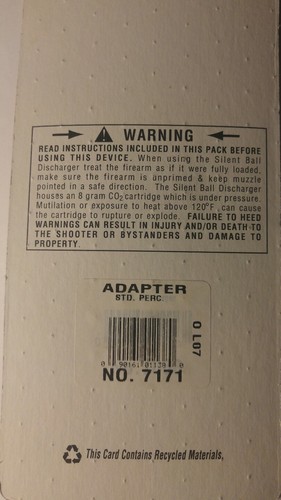 WARNING
READ INSTRUCTIONS INCLUDED IN THIS PACK BEFORE
USING THIS DEVICE. When using the Silent Ball
Discharger treat the firearm as if it were fully loaded,
make sure the firearm is unprimed & keep muzzle
pointed in a safe direction. The Silent Ball Discharger
houses an 8 gram CO2 cartridge which is under pressure.
Mutilation or exposure to heat above 120°F ,can cause
the cartridge to rupture or explode. FAILURE TO HEED
WARNINGS CAN RESULT IN INJURY AND/OR DEATH TO
THE SHOOTER OR BYSTANDERS AND DAMAGE TO
PROPERTY.
ADAPTER
STD. PERC.
O L07
NO. 7171
This Card Contains Recycled Materials,